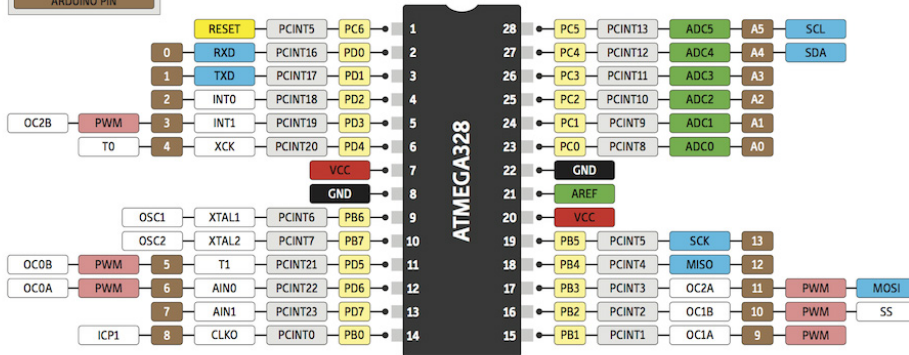 ARDUINO PIN
RESET PCINT5 PC6 1 28 PC5 PCINT13 ADC5 A5 SCL
0 RXD PCINT16 PD0 2 27 PC4 PCINT12 ADC4 A4 SDA
1 TXD PCINT17 PD1 3 26 PC3 PCINT11 ADC3 A3
2 INT0 PCINT18 PD2 4 25 PC2 PCINT10 ADC2 A2
OC2B PWM 3 INT1 PCINT19 PD3 5 24 PC1 PCINT9 ADC1 A1
T0 4 XCK PCINT20 PD4 6 23 PC0 PCINT8 ADC0 A0
VCC 7 22 GND
GND 8 21 AREF
OSC1 XTAL1 PCINT6 PB6 9 20 VCC
OSC2 XTAL2 PCINT7 PB7 10 19 PB5 PCINT5 SCK 13
OC0B PWM 5 T1 PCINT21 PD5 11 18 PB4 PCINT4 MISO 12
OC0A PWM 6 AIN0 PCINT22 PD6 12 17 PB3 PCINT3 OC2A 11 PWM MOSI
7 AIN1 PCINT23 PD7 13 16 PB2 PCINT2 OC1B 10 PWM SS
ICP1 8 CLKO PCINT0 PB0 14 15 PB1 PCINT1 OC1A 9 PWM
ATMEGA328